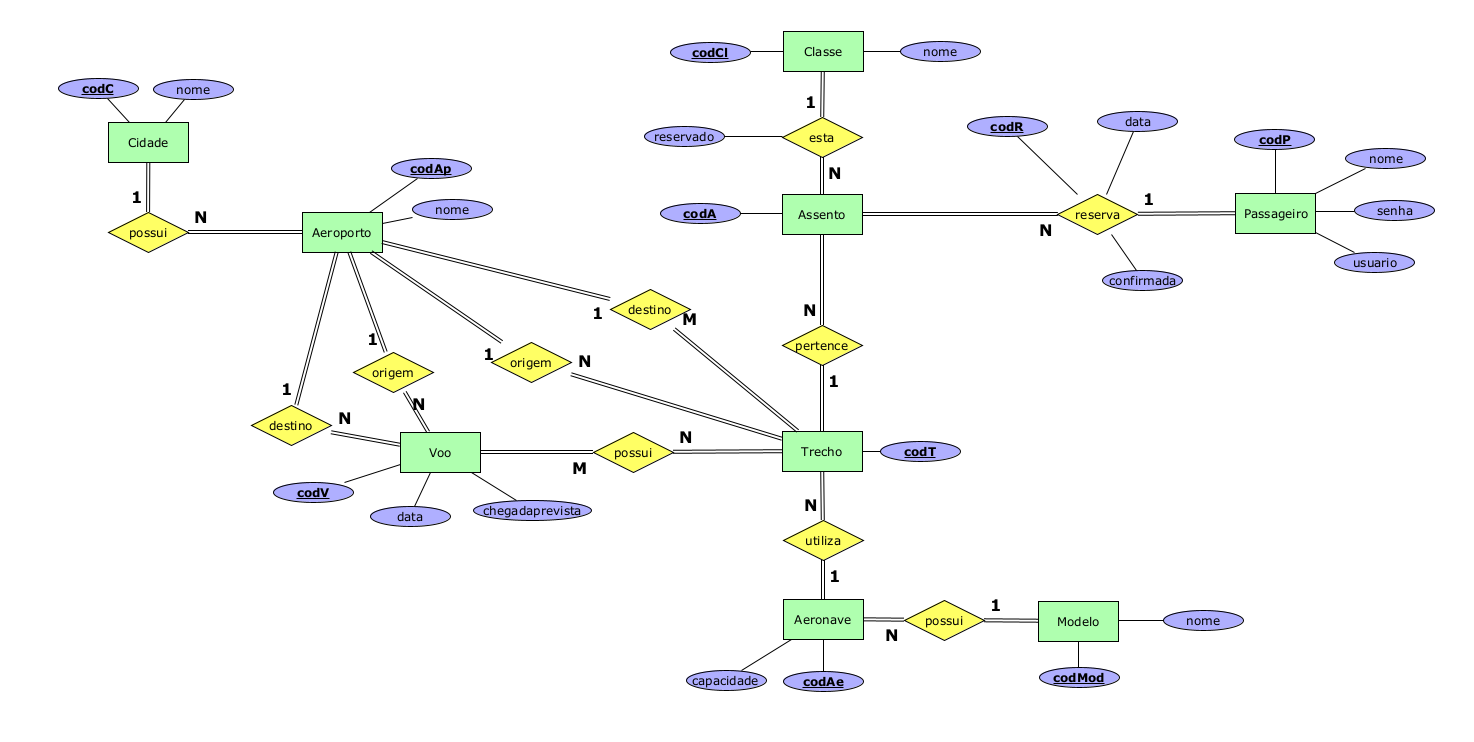 codCl
Classe
nome
codC
nome
1
reservado
esta
codR
data
Cidade
codP
nome
1
N
codAp
N
codA
Assento
reserva
1
Passageiro
senha
possui
Aeroporto
nome
N
usuario
confirmada
destino
1
M
N
pertence
1
origem
1
origem
N
1
1
N
N
destino
Voo
possui
N
M
Trecho
codT
codV
data
chegadaprevista
N
utiliza
1
Aeronave
possui
1
N
Modelo
nome
capacidade
codAe
codMod